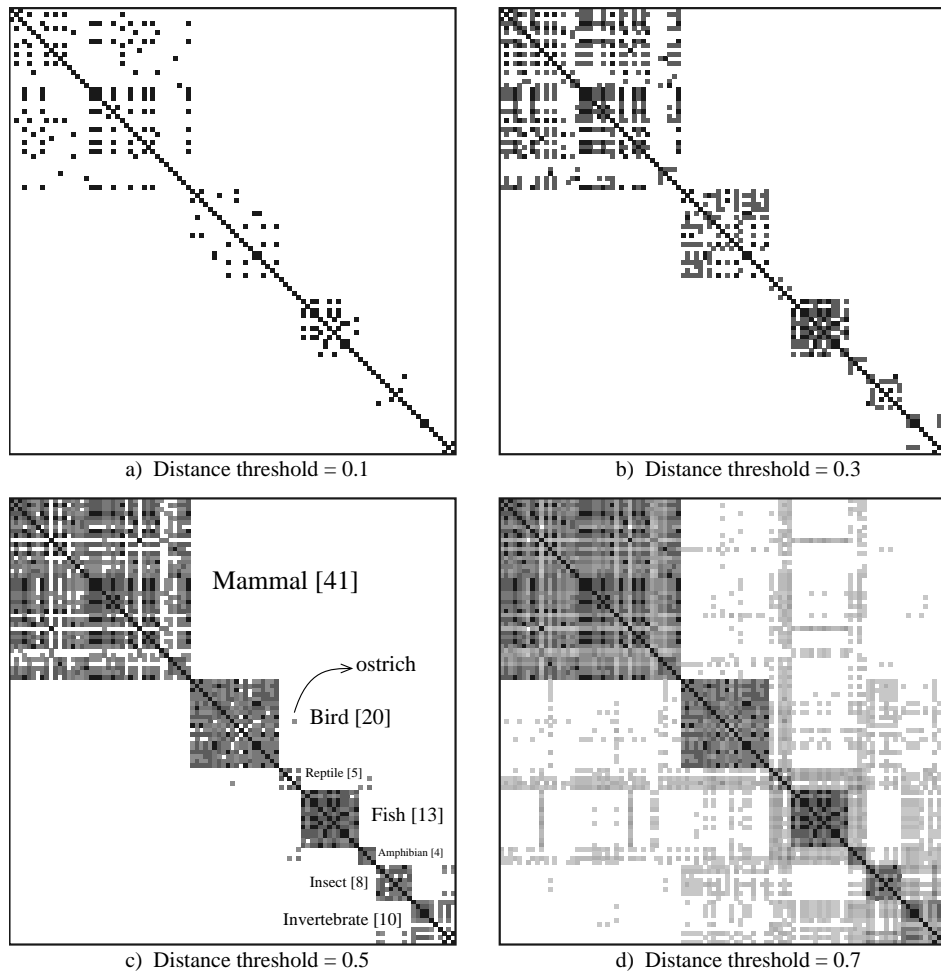 a) Distance threshold = 0.1
b) Distance threshold = 0.3
Mammal [41]
ostrich
Bird [20]
Reptile [5]
Fish [13]
Amphibian [4]
Insect [8]
Invertebrate [10]
c) Distance threshold = 0.5
d) Distance threshold = 0.7